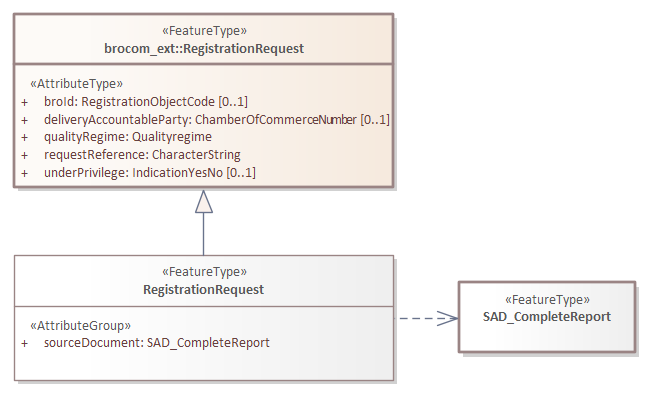 «FeatureType»
brocom_ext::RegistrationRequest
«AttributeType»
+ broId: RegistrationObjectCode [0..1]
+ deliveryAccountableParty: ChamberOfCommerceNumber [0..1]
+ qualityRegime: Qualityregime
+ requestReference: CharacterString
+ underPrivilege: IndicationYesNo [0..1]
«FeatureType»
RegistrationRequest
«AttributeGroup»
+ sourceDocument: SAD_CompleteReport
«FeatureType»
SAD_CompleteReport